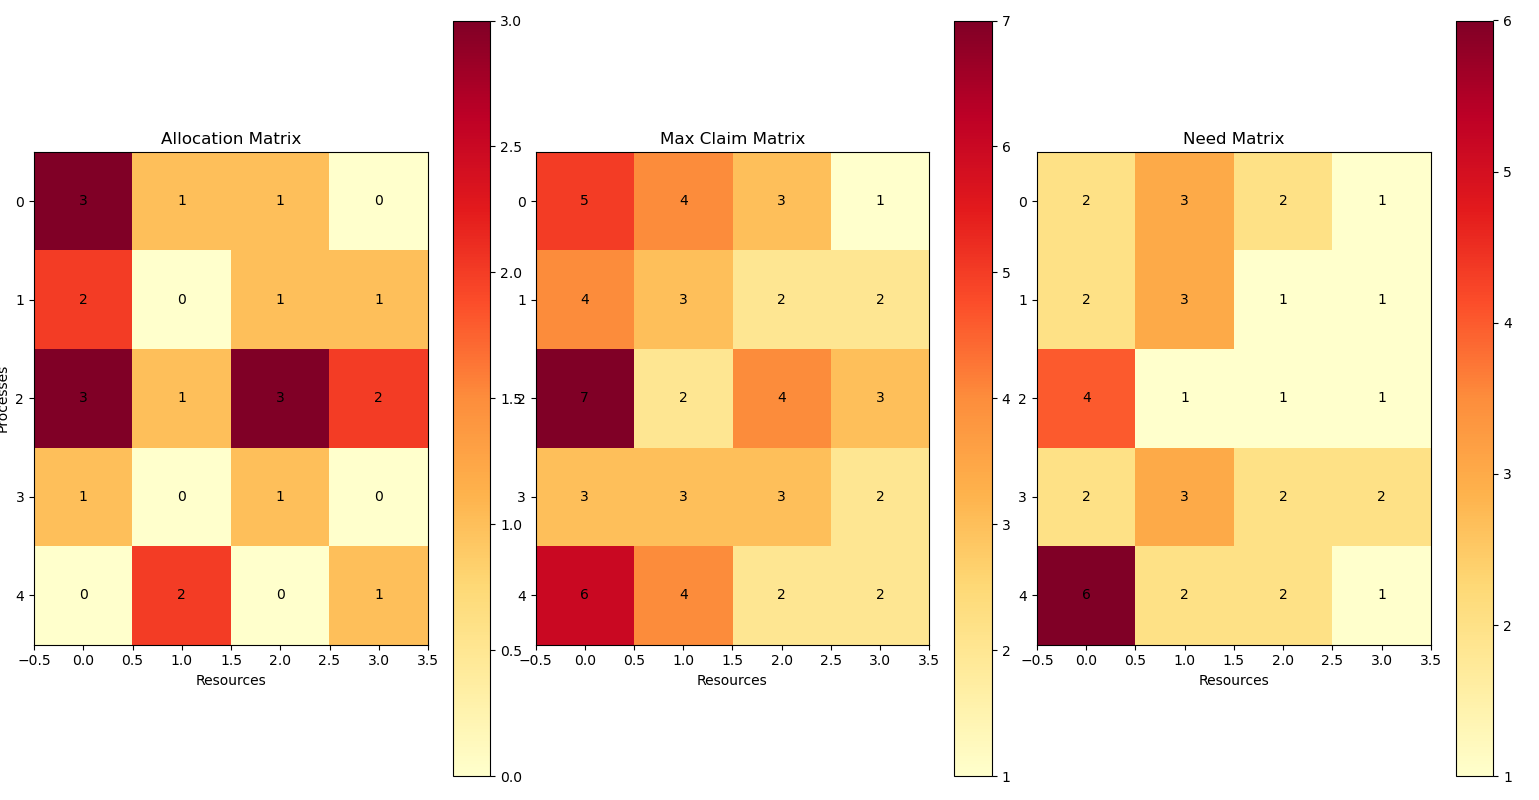 Allocation Matrix
3 1 1 0
2 0 1 1
3 1 3 2
1 0 1 0
0 2 0 1
0
1
2
3
4
Processes
−0.5 0.0 0.5 1.0 1.5 2.0 2.5 3.0 3.5
Resources
3.0
2.5
2.0
1.5
1.0
0.5
0.0
Max Claim Matrix
5 4 3 1
4 3 2 2
7 2 4 3
3 3 3 2
6 4 2 2
0
1
2
3
4
−0.5 0.0 0.5 1.0 1.5 2.0 2.5 3.0 3.5
Resources
7
6
5
4
3
2
1
Need Matrix
2 3 2 1
2 3 1 1
4 1 1 1
2 3 2 2
6 2 2 1
0
1
2
3
4
−0.5 0.0 0.5 1.0 1.5 2.0 2.5 3.0 3.5
Resources
6
5
4
3
2
1